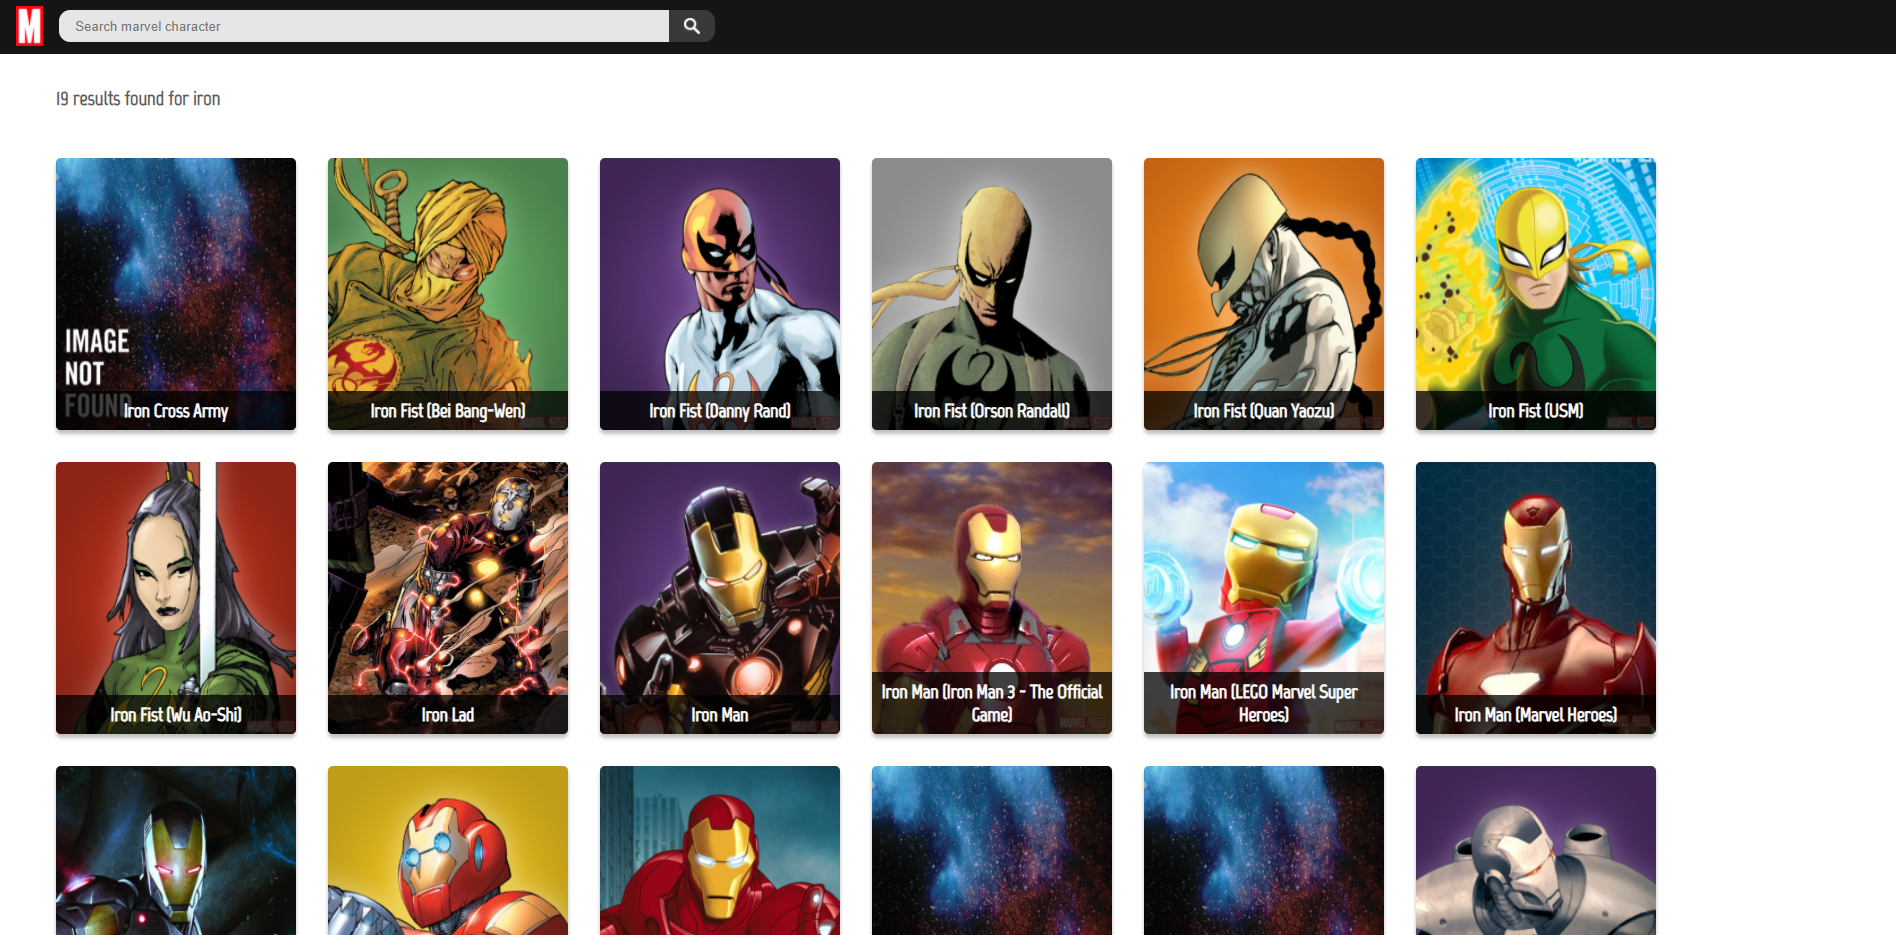 M
Search marvel character
19 results found for iron
IMAGE
NOT
FOUND
Iron Cross Army
Iron Fist (Bei Bang-Wen)
Iron Fist (Danny Rand)
Iron Fist (Orson Randall)
Iron Fist (Quan Yaozu)
Iron Fist (USM)
Iron Fist (Wu Ao-Shi)
Iron Lad
Iron Man
Iron Man (Iron Man 3 - The Official
Game)
Iron Man (LEGO Marvel Super
Heroes)
Iron Man (Marvel Heroes)